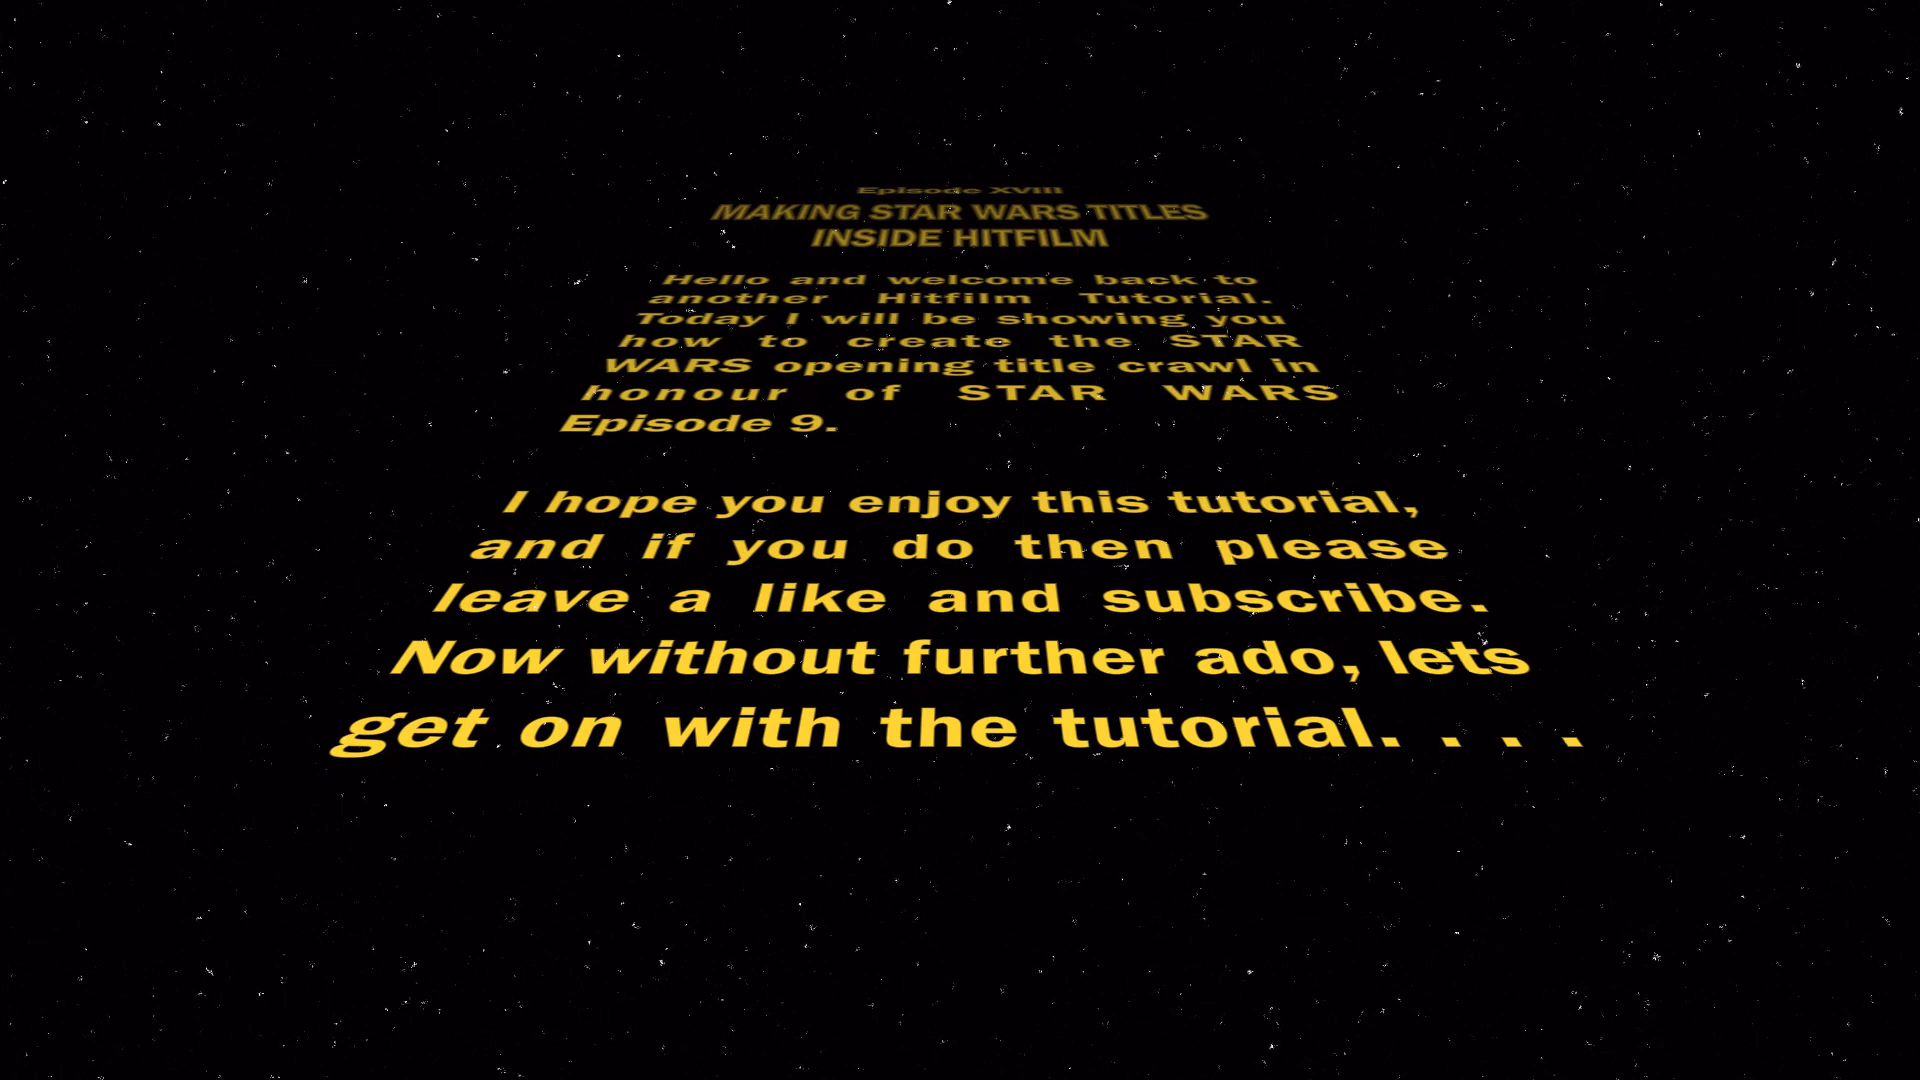 Episode XVIII
MAKING STAR WARS TITLES
INSIDE HITFILM
Hello and welcome back to
another Hitfilm Tutorial.
Today I will be showing you
how to create the STAR
WARS opening title crawl in
honour of STAR WARS
Episode 9.
I hope you enjoy this tutorial,
and if you do then please
leave a like and subscribe.
Now without further ado, lets
get on with the tutorial. . . .